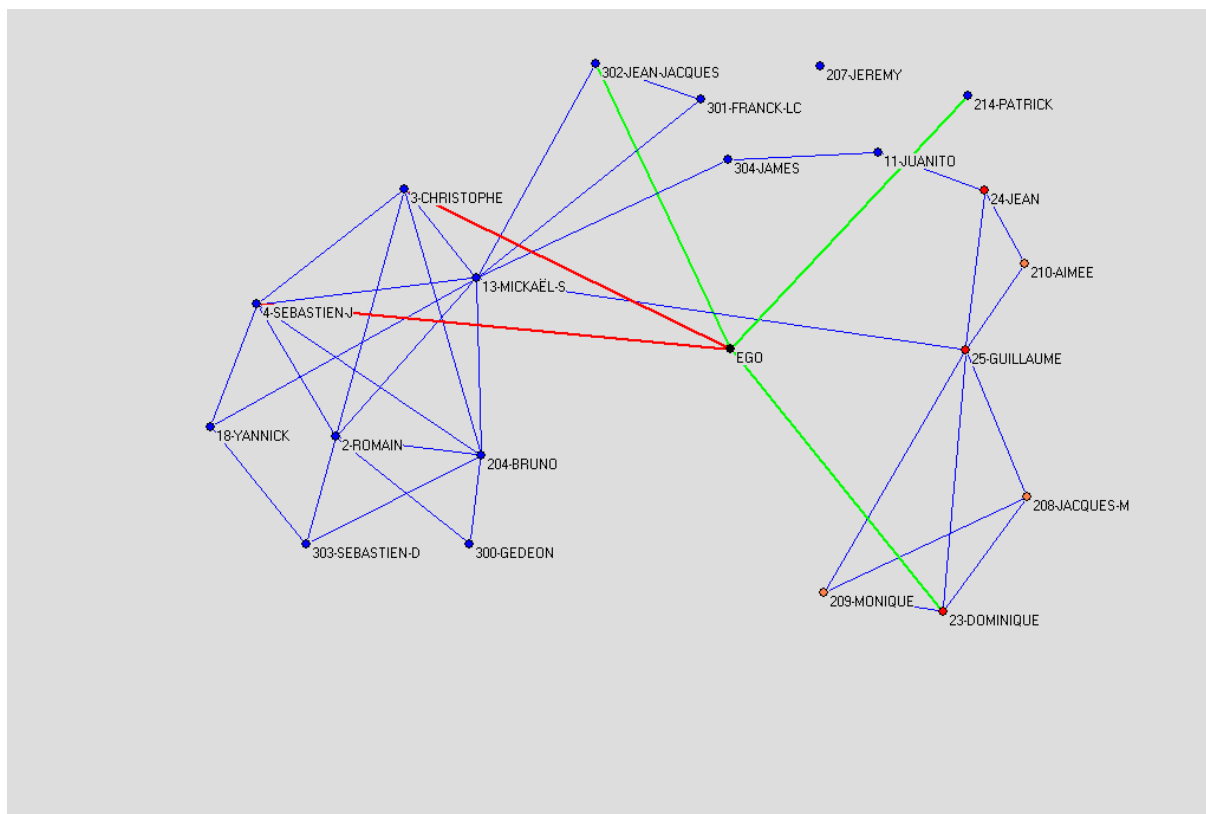 302-JEAN-JACQUES
207-JEREMY
301-FRANCK-LC
214-PATRICK
304-JAMES
11-JUANITO
3-CHRISTOPHE
24-JEAN
210-AIMEE
13-MICKAËL-S
4-SEBASTIEN-J
EGO
25-GUILLAUME
18-YANNICK
2-ROMAIN
204-BRUNO
208-JACQUES-M
303-SEBASTIEN-D
300-GEDEON
209-MONIQUE
23-DOMINIQUE